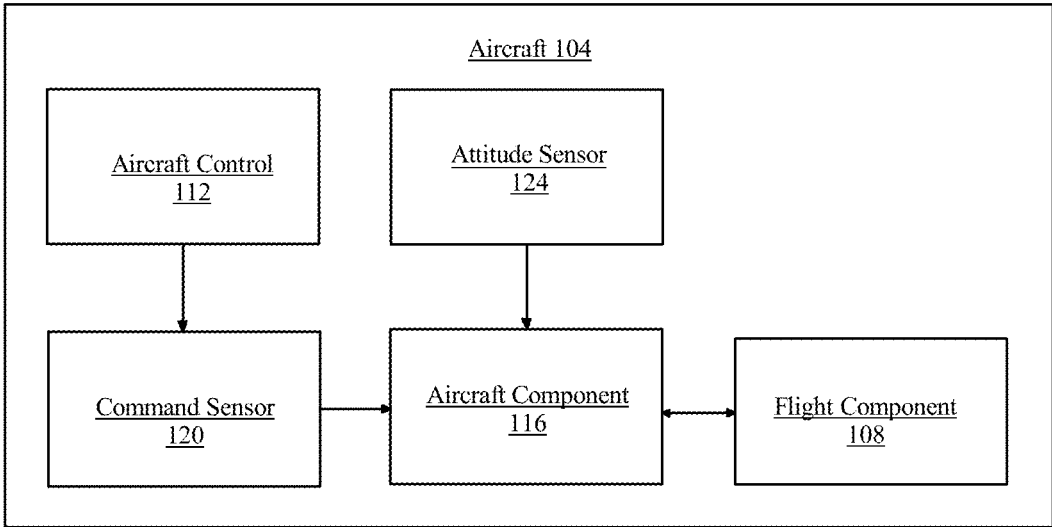 Aircraft 104
Aircraft Control
112
Attitude Sensor
124
Command Sensor
120
Aircraft Component
116
Flight Component
108